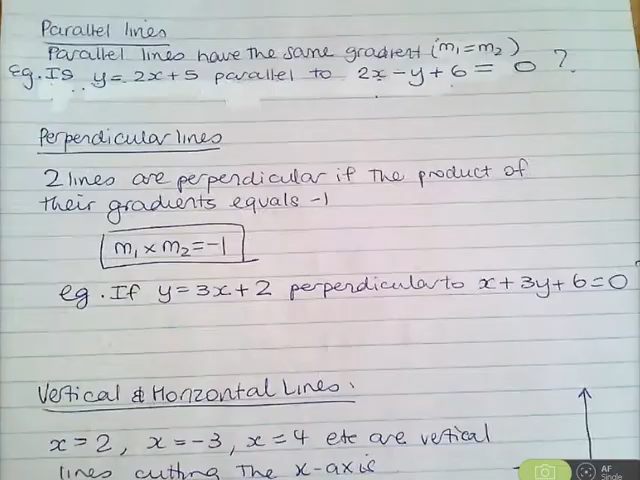 Parallel lines
Parallel lines have the same gradient (m₁=m₂)
eg. Is y=2x+5 parallel to 2x-y+6=0?
Perpendicular lines
2 lines are perpendicular if the product of
their gradients equals -1
m₁×m₂=-1
eg. If y=3x+2 perpendicular to x+3y+6=0?
Vertical & Horizontal Lines:
x=2, x=-3, x=4 etc are vertical
lines cutting the x-axis
AF
Single